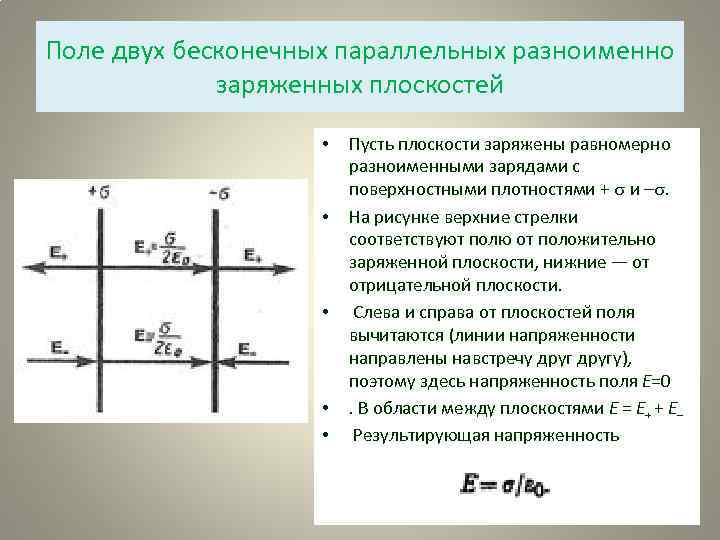 Поле двух бесконечных параллельных разноименно
заряженных плоскостей
• Пусть плоскости заряжены равномерно
разноименными зарядами с
поверхностными плотностями + σ и –σ.
• На рисунке верхние стрелки
соответствуют полю от положительно
заряженной плоскости, нижние — от
отрицательной плоскости.
• Слева и справа от плоскостей поля
вычитаются (линии напряженности
направлены навстречу друг другу),
поэтому здесь напряженность поля E=0
• . В области между плоскостями E = E₊ + E₋
• Результирующая напряженность
E = σ/ε₀.
+σ –σ
E₊ E₊=σ/2ε₀ E₊
E₋ E=σ/2ε₀ E₋